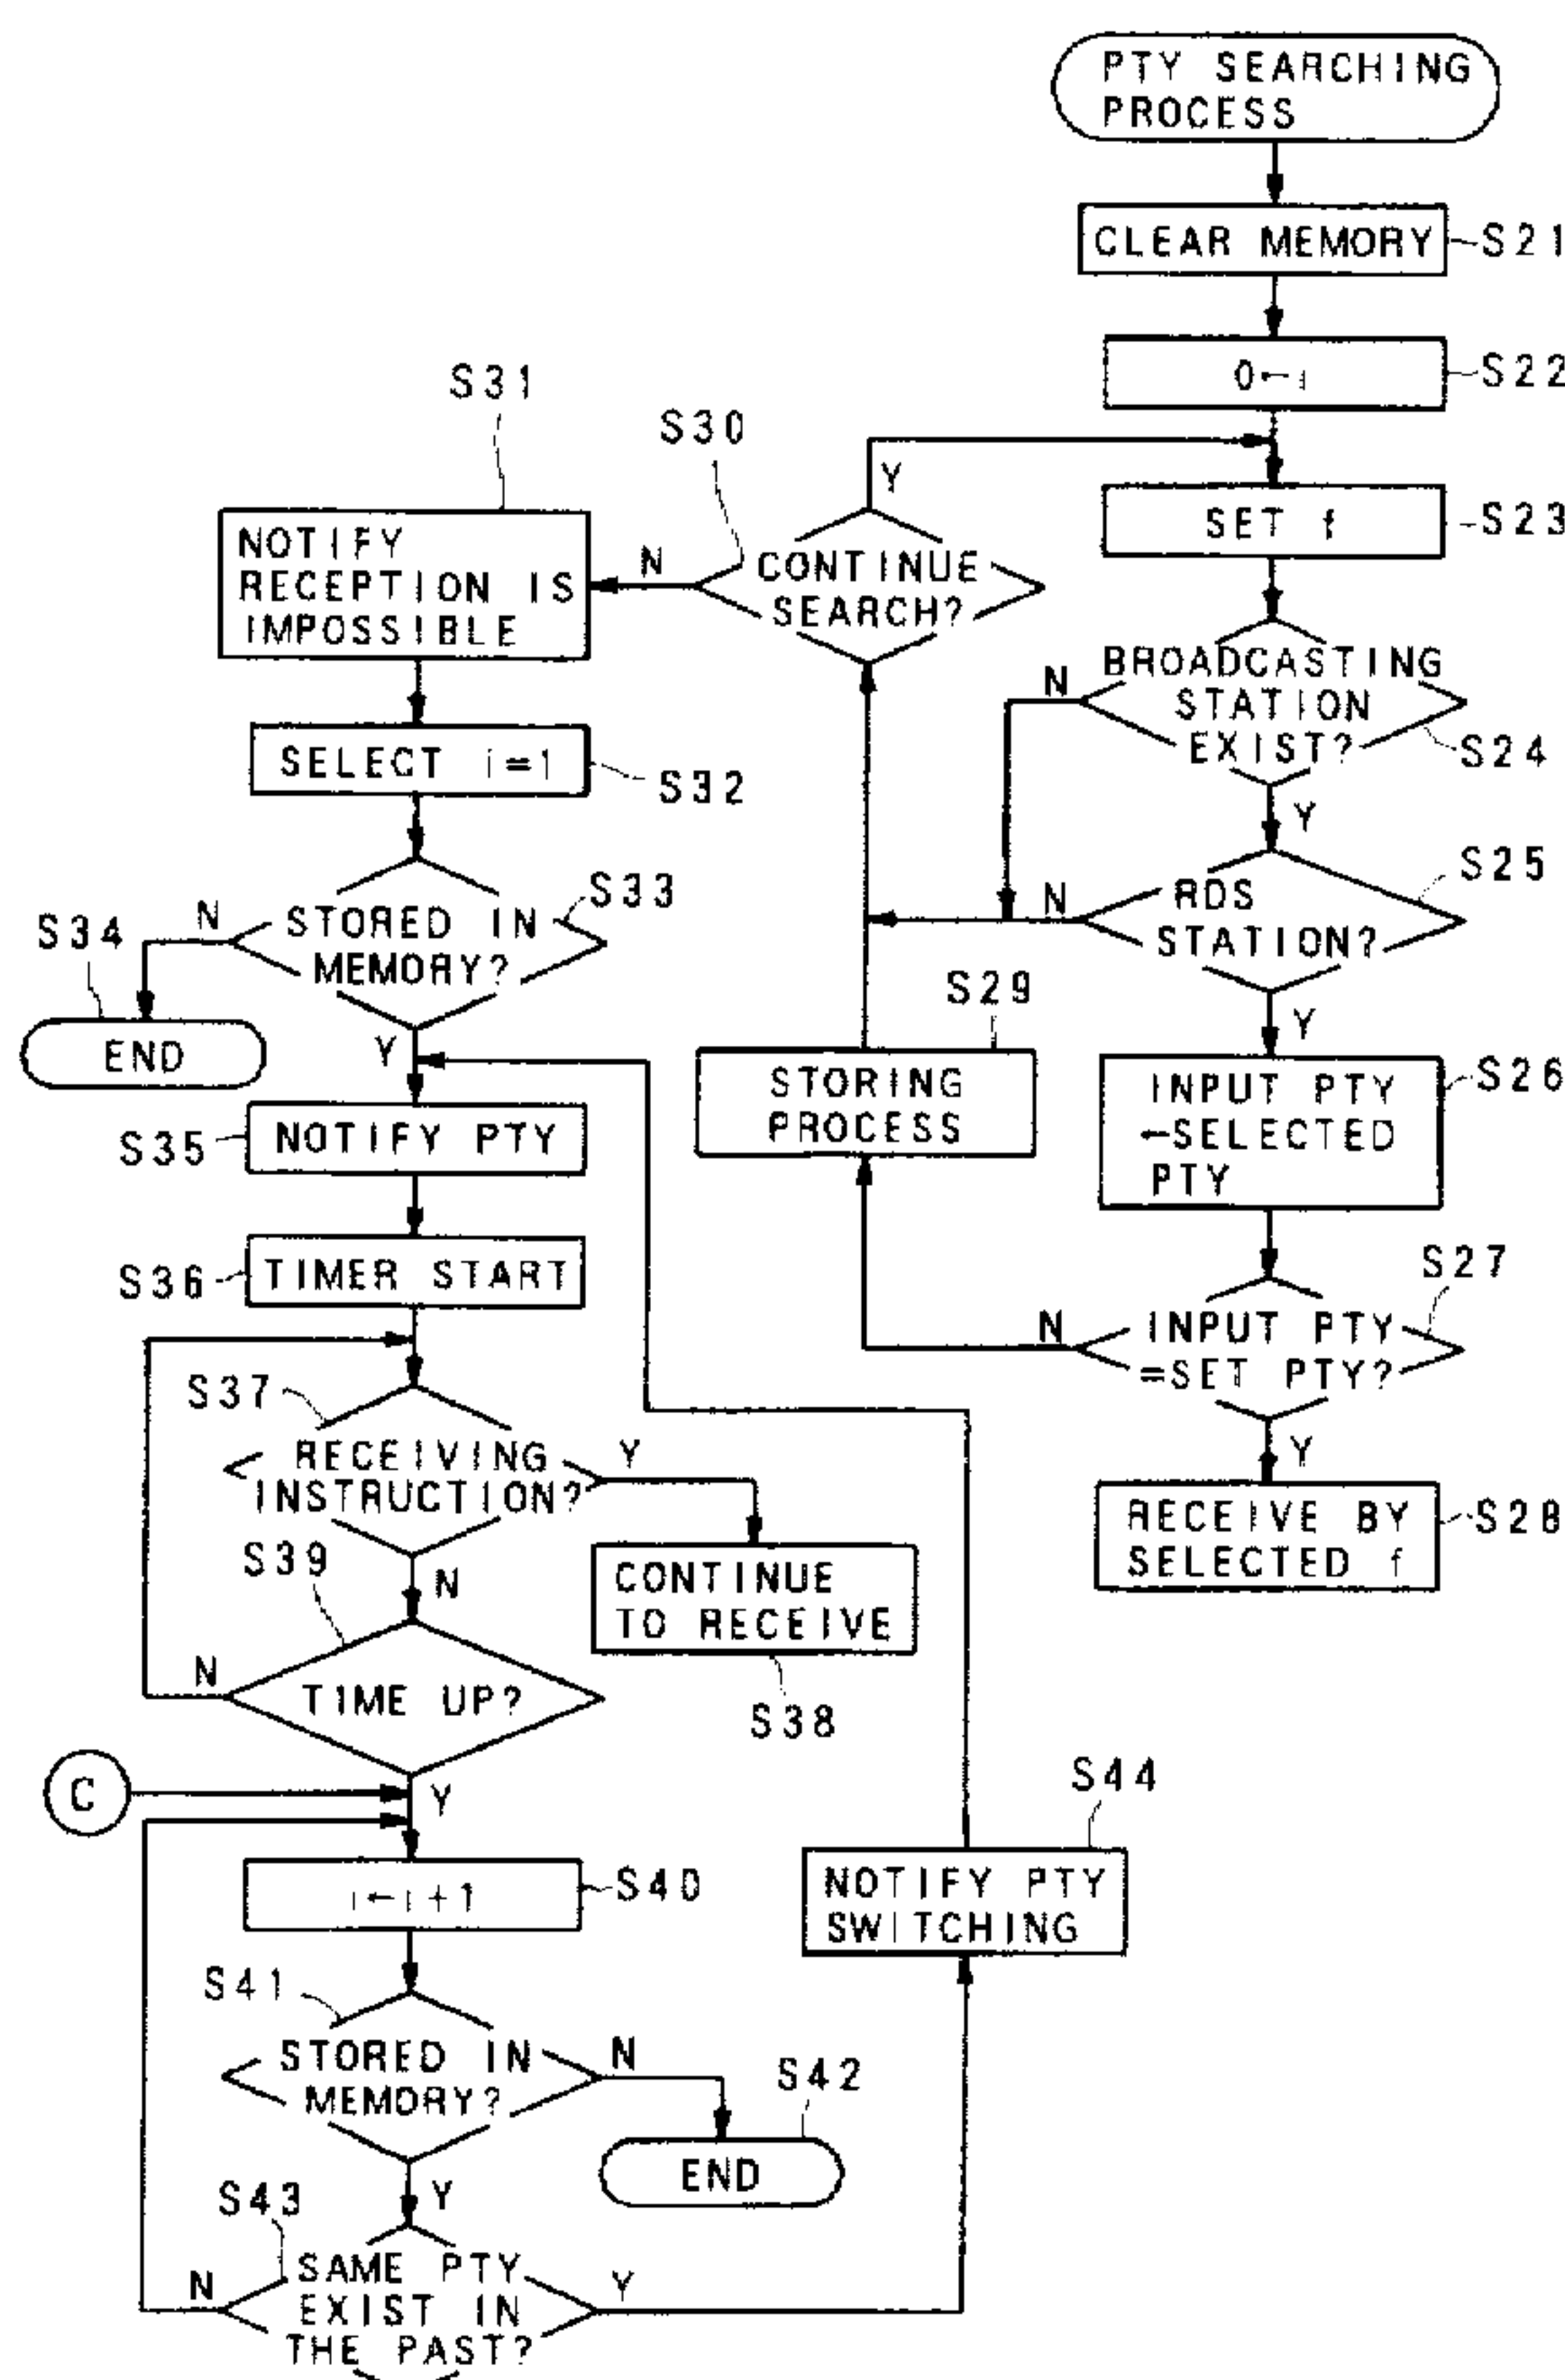 PTY SEARCHING
PROCESS
CLEAR MEMORY
S21
0←i
S22
SET f
S23
BROADCASTING
STATION
EXIST?
S24
N
Y
RDS
STATION?
S25
N
Y
INPUT PTY
←SELECTED
PTY
S26
INPUT PTY
=SET PTY?
S27
N
Y
RECEIVE BY
SELECTED f
S28
STORING
PROCESS
S29
CONTINUE
SEARCH?
S30
Y
N
NOTIFY
RECEPTION IS
IMPOSSIBLE
S31
SELECT i=1
S32
STORED IN
MEMORY?
S33
N
Y
END
S34
NOTIFY PTY
S35
TIMER START
S36
RECEIVING
INSTRUCTION?
S37
Y
N
CONTINUE
TO RECEIVE
S38
TIME UP?
S39
N
Y
C
i←i+1
S40
STORED IN
MEMORY?
S41
N
Y
END
S42
SAME PTY
EXIST IN
THE PAST?
S43
N
Y
NOTIFY PTY
SWITCHING
S44